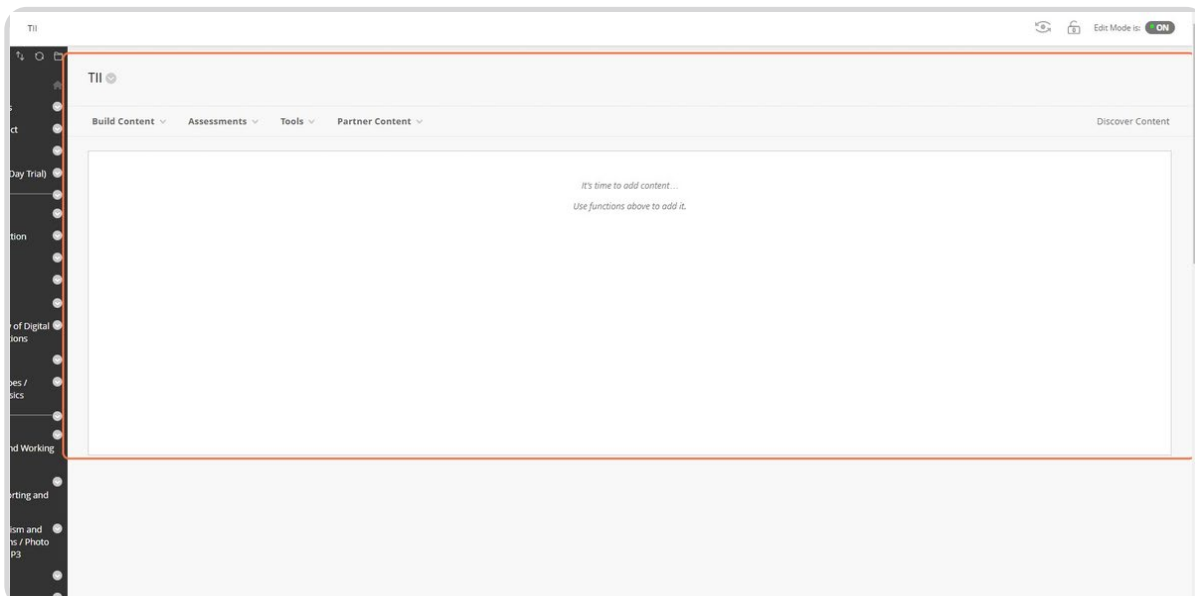 TII
Edit Mode is: ON
TII
Build Content
Assessments
Tools
Partner Content
Discover Content
It's time to add content...
Use functions above to add it.
s
ct
Day Trial)
tion
of Digital
ions
pes /
sics
nd Working
orting and
ism and
ns / Photo
P3